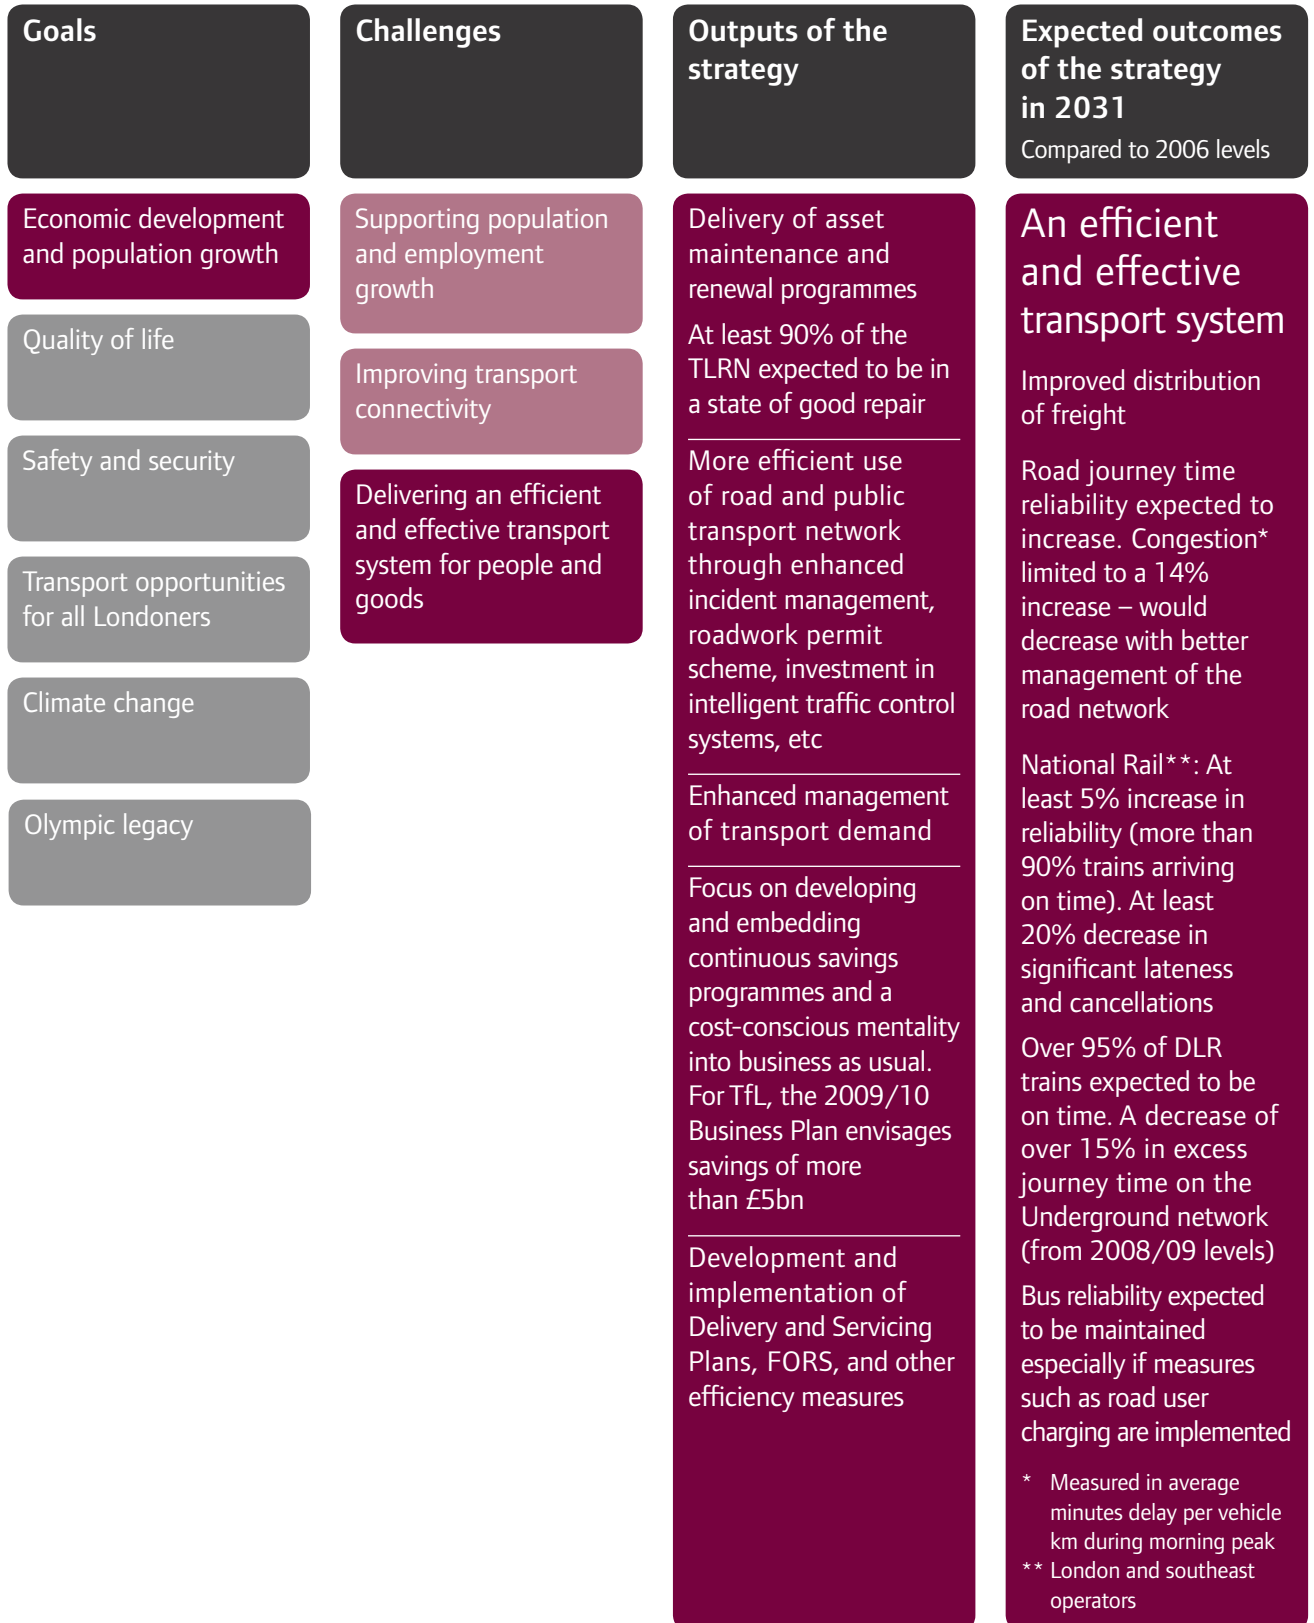 Goals
Challenges
Outputs of the
strategy
Expected outcomes
of the strategy
in 2031
Compared to 2006 levels
Economic development
and population growth
Quality of life
Safety and security
Transport opportunities
for all Londoners
Climate change
Olympic legacy
Supporting population
and employment
growth
Improving transport
connectivity
Delivering an efficient
and effective transport
system for people and
goods
Delivery of asset
maintenance and
renewal programmes
At least 90% of the
TLRN expected to be in
a state of good repair
More efficient use
of road and public
transport network
through enhanced
incident management,
roadwork permit
scheme, investment in
intelligent traffic control
systems, etc
Enhanced management
of transport demand
Focus on developing
and embedding
continuous savings
programmes and a
cost-conscious mentality
into business as usual.
For TfL, the 2009/10
Business Plan envisages
savings of more
than £5bn
Development and
implementation of
Delivery and Servicing
Plans, FORS, and other
efficiency measures
An efficient
and effective
transport system
Improved distribution
of freight
Road journey time
reliability expected to
increase. Congestion*
limited to a 14%
increase – would
decrease with better
management of the
road network
National Rail**: At
least 5% increase in
reliability (more than
90% trains arriving
on time). At least
20% decrease in
significant lateness
and cancellations
Over 95% of DLR
trains expected to be
on time. A decrease of
over 15% in excess
journey time on the
Underground network
(from 2008/09 levels)
Bus reliability expected
to be maintained
especially if measures
such as road user
charging are implemented
* Measured in average
minutes delay per vehicle
km during morning peak
** London and southeast
operators